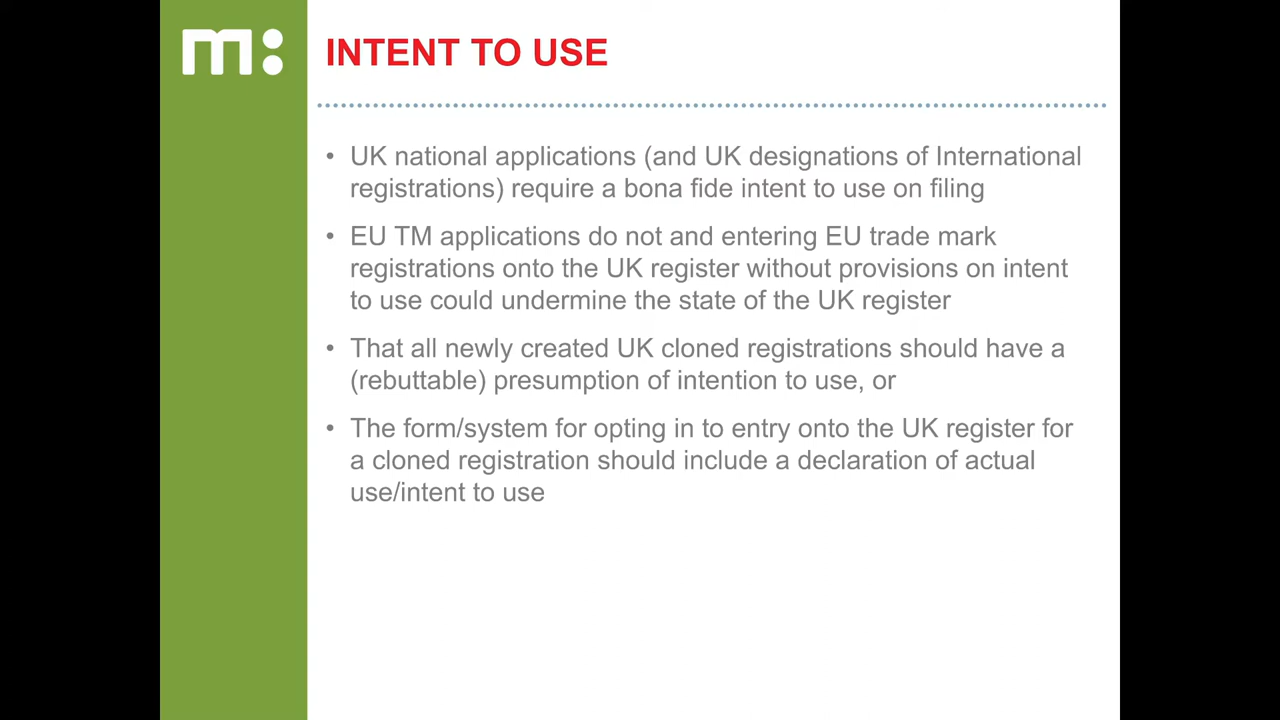 m:
INTENT TO USE
• UK national applications (and UK designations of International
registrations) require a bona fide intent to use on filing
• EU TM applications do not and entering EU trade mark
registrations onto the UK register without provisions on intent
to use could undermine the state of the UK register
• That all newly created UK cloned registrations should have a
(rebuttable) presumption of intention to use, or
• The form/system for opting in to entry onto the UK register for
a cloned registration should include a declaration of actual
use/intent to use